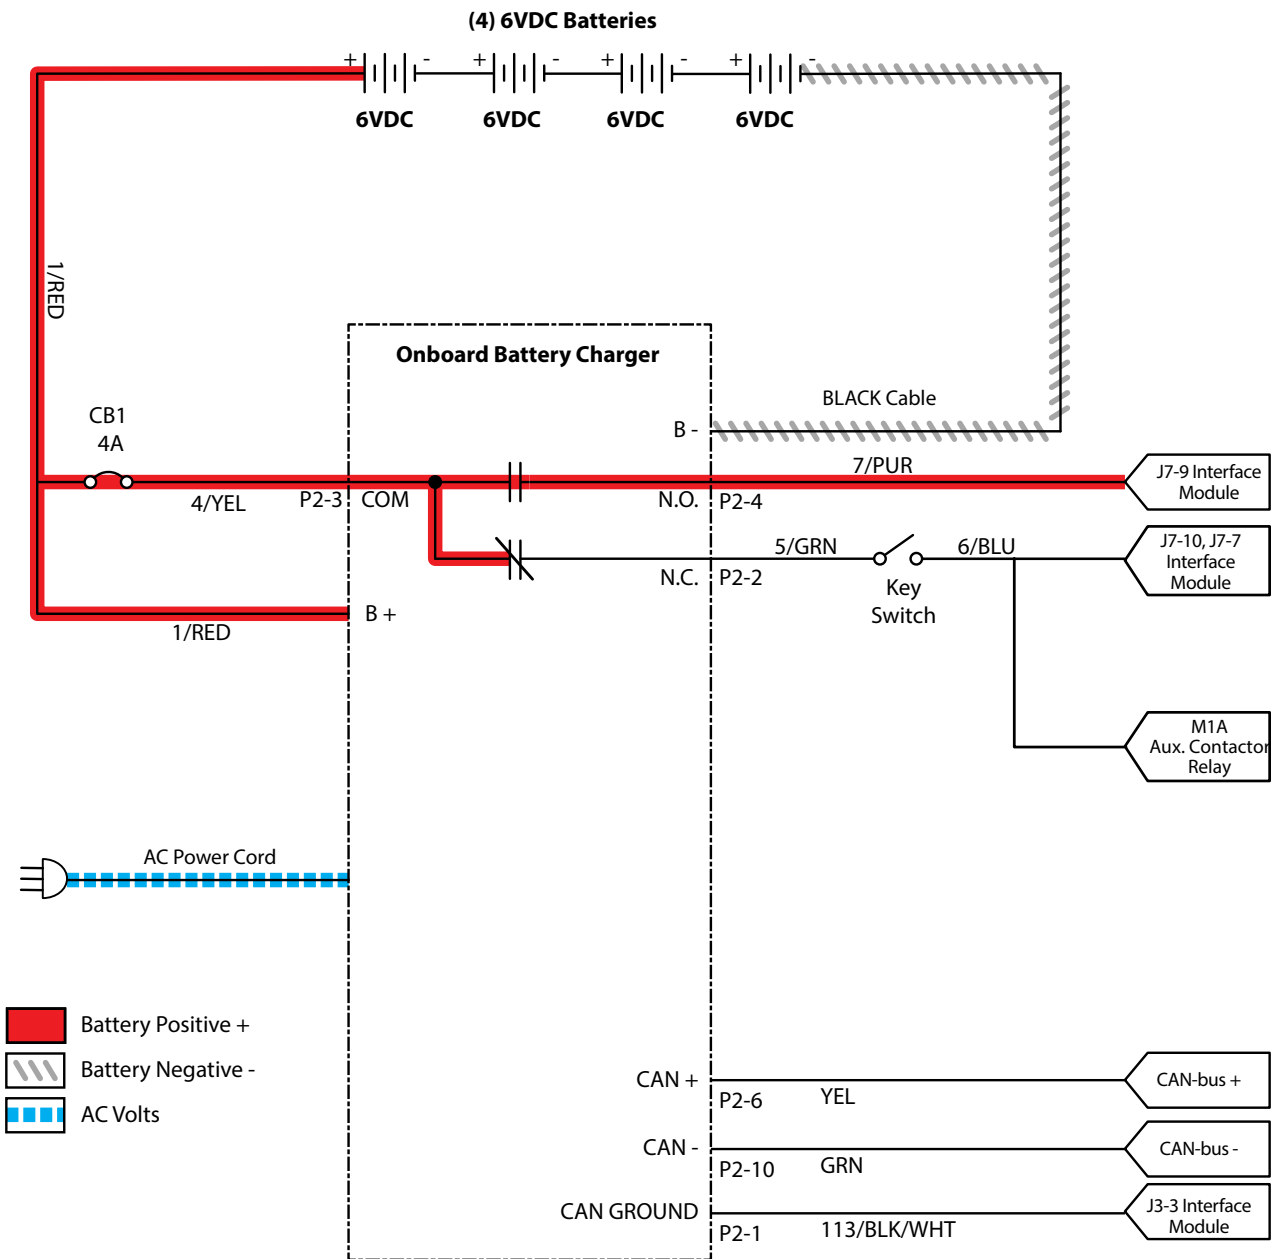 (4) 6VDC Batteries
+ - + - + - + -
6VDC 6VDC 6VDC 6VDC
1/RED
Onboard Battery Charger
BLACK Cable
B -
CB1
4A
7/PUR
J7-9 Interface
Module
4/YEL
P2-3
COM
N.O.
P2-4
5/GRN
6/BLU
J7-10, J7-7
Interface
Module
N.C.
P2-2
Key
Switch
B +
1/RED
M1A
Aux. Contactor
Relay
AC Power Cord
Battery Positive +
Battery Negative -
AC Volts
CAN +
P2-6
YEL
CAN-bus +
CAN -
P2-10
GRN
CAN-bus -
CAN GROUND
P2-1
113/BLK/WHT
J3-3 Interface
Module